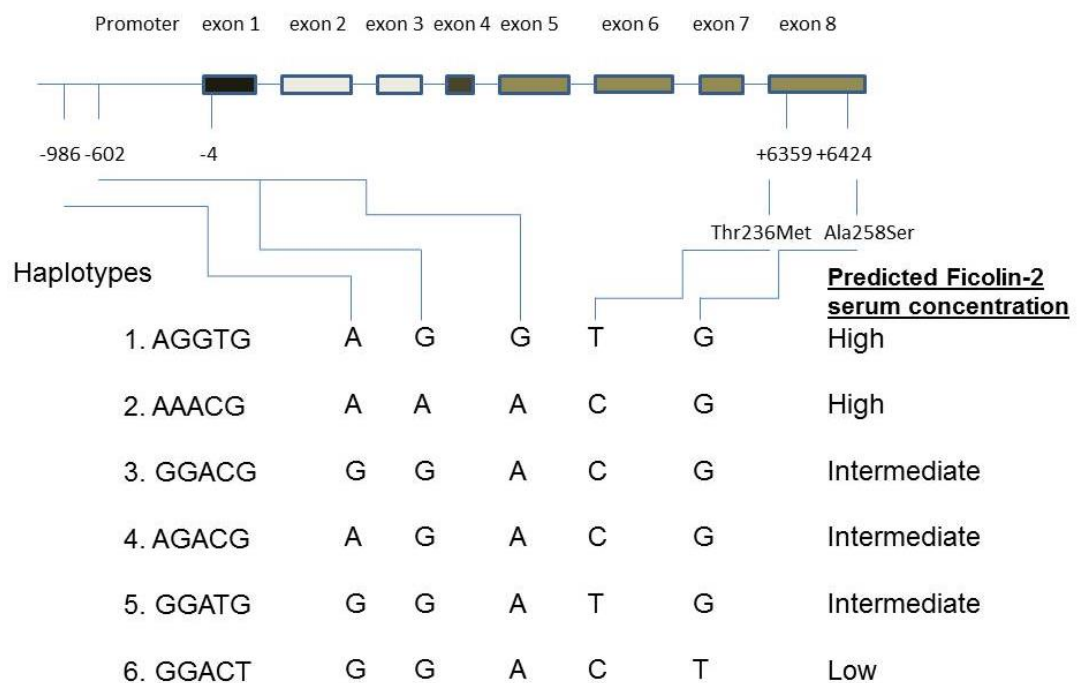 Promoter exon 1 exon 2 exon 3 exon 4 exon 5 exon 6 exon 7 exon 8
-986 -602 -4 +6359 +6424
Thr236Met Ala258Ser
Haplotypes
Predicted Ficolin-2
serum concentration
1. AGGTG A G G T G High
2. AAACG A A A C G High
3. GGACG G G A C G Intermediate
4. AGACG A G A C G Intermediate
5. GGATG G G A T G Intermediate
6. GGACT G G A C T Low